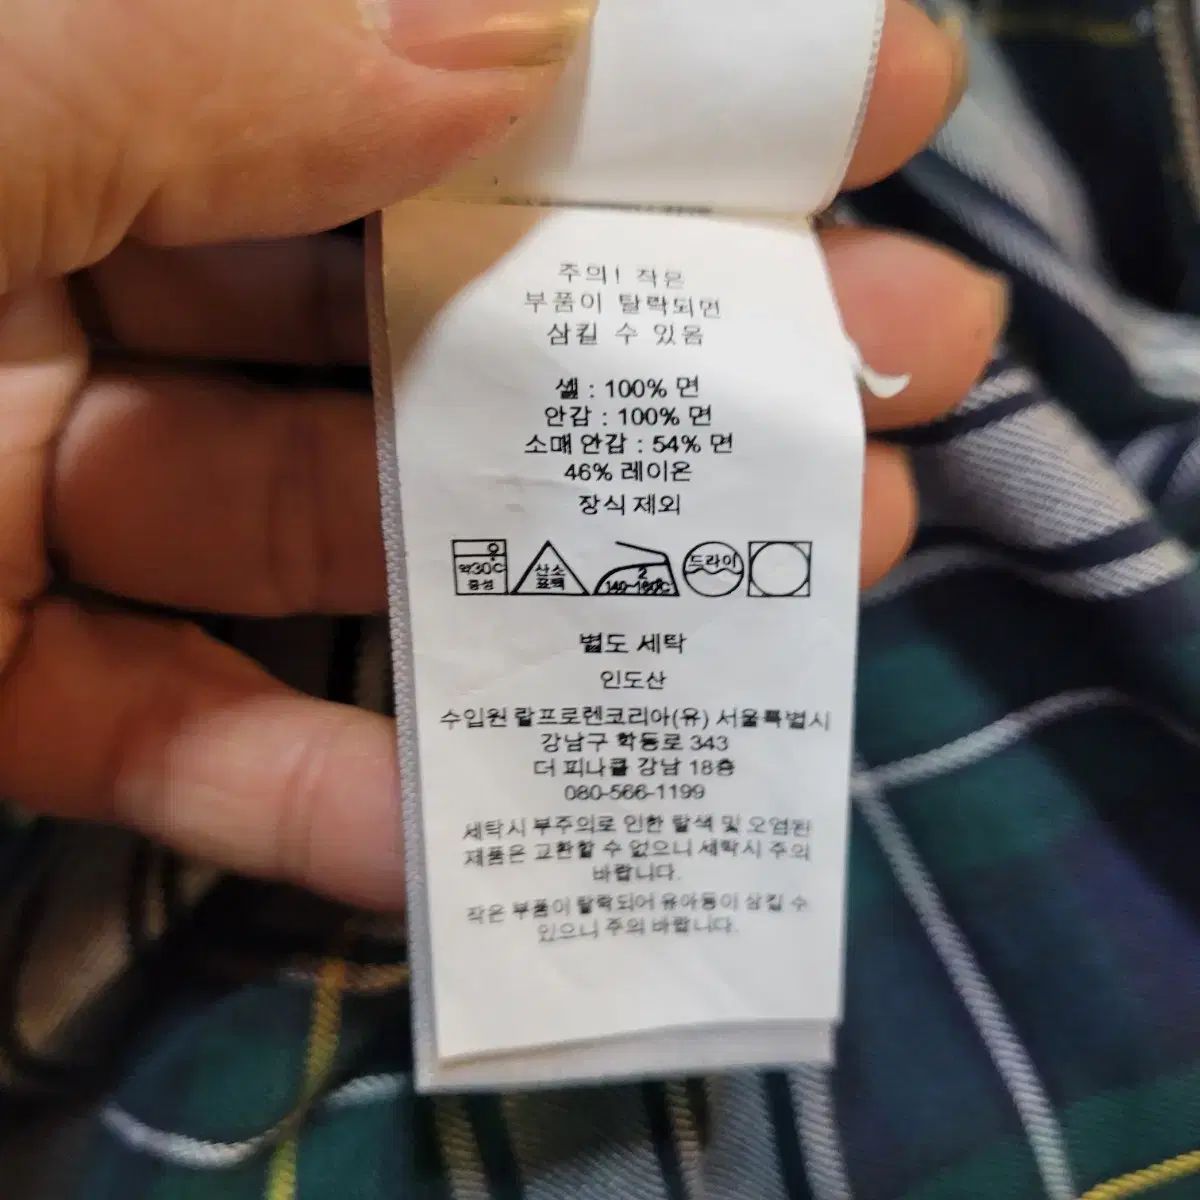 주의! 작은
부품이 탈락되면
삼킬 수 있음
셸 : 100% 면
안감 : 100% 면
소매 안감 : 54% 면
46% 레이온
장식 제외
약30℃
중성
산소
표백
2
140~160℃
드라이
별도 세탁
인도산
수입원 랄프로렌코리아(유) 서울특별시
강남구 학동로 343
더 피나클 강남 18층
080-566-1199
세탁시 부주의로 인한 탈색 및 오염된
제품은 교환할 수 없으니 세탁시 주의
바랍니다.
작은 부품이 탈락되어 유아등이 삼킬 수
있으니 주의 바랍니다.